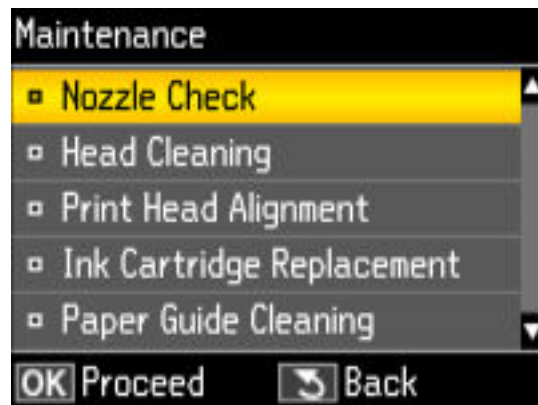 Maintenance
Nozzle Check
Head Cleaning
Print Head Alignment
Ink Cartridge Replacement
Paper Guide Cleaning
OK Proceed Back